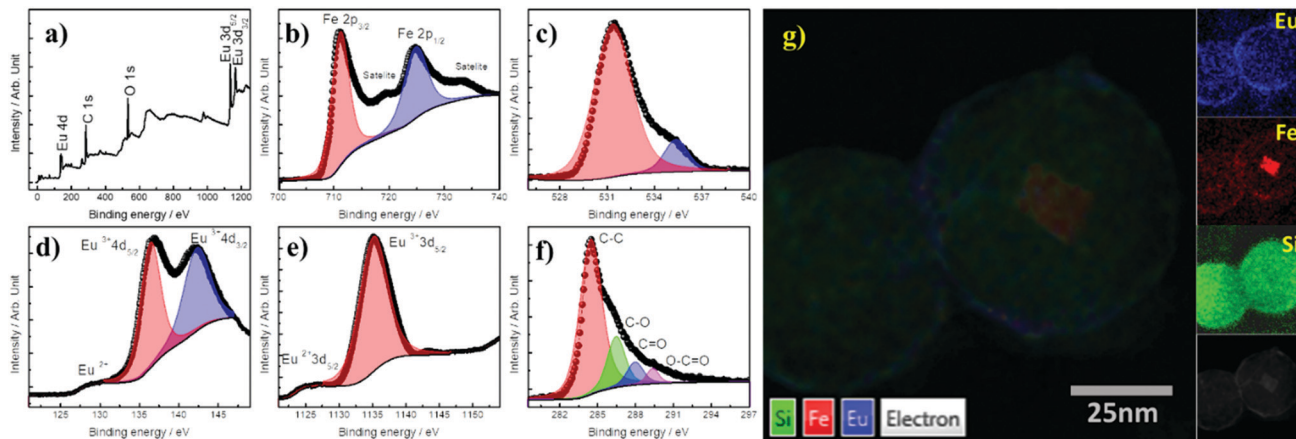 a)
Intensity / Arb. Unit
Eu 4d
C 1s
O 1s
Eu 3d5/2
Eu 3d3/2
0 200 400 600 800 1000 1200
Binding energy / eV
b)
Intensity / Arb. Unit
Fe 2p3/2
Fe 2p1/2
Satelite
Satelite
700 710 720 730 740
Binding energy / eV
c)
Intensity / Arb. Unit
528 531 534 537 540
Binding energy / eV
d)
Intensity / Arb. Unit
Eu 3+4d5/2
Eu 3+4d3/2
Eu 2+
125 130 135 140 145
Binding energy / eV
e)
Intensity / Arb. Unit
Eu 3+3d5/2
Eu 2+3d5/2
1125 1135 1145 1155
Binding energy / eV
f)
Intensity / Arb. Unit
C-C
C-O
C=O
O-C=O
282 285 288 291 294 297
Binding energy / eV
g)
Si Fe Eu Electron
25nm
Eu
Fe
Si